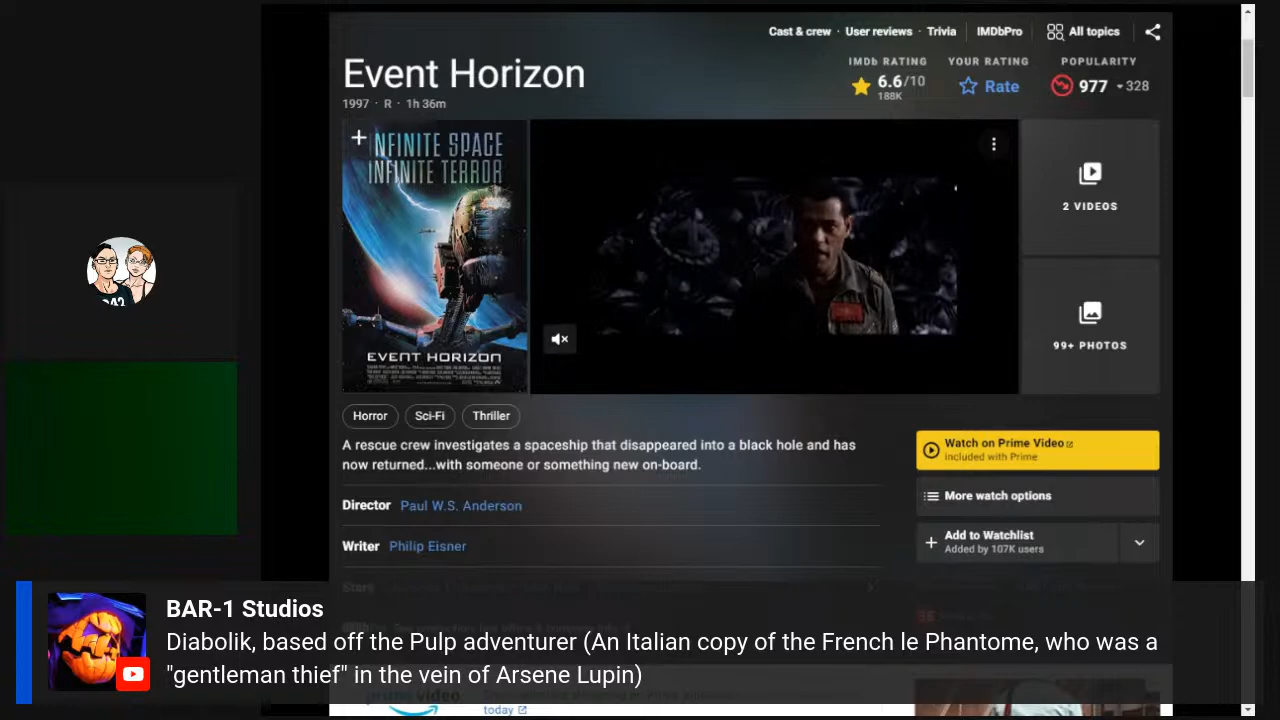 Cast & crew · User reviews · Trivia IMDbPro All topics
Event Horizon
1997 · R · 1h 36m
IMDb RATING YOUR RATING POPULARITY
6.6/10 Rate 977 328
188K
INFINITE SPACE
INFINITE TERROR
EVENT HORIZON
2 VIDEOS
99+ PHOTOS
Horror Sci-Fi Thriller
A rescue crew investigates a spaceship that disappeared into a black hole and has
now returned...with someone or something new on-board.
Director Paul W.S. Anderson
Writer Philip Eisner
Stars
Watch on Prime Video
included with Prime
More watch options
Add to Watchlist
Added by 107K users
BAR-1 Studios
Diabolik, based off the Pulp adventurer (An Italian copy of the French le Phantome, who was a
"gentleman thief" in the vein of Arsene Lupin)
prime video
today